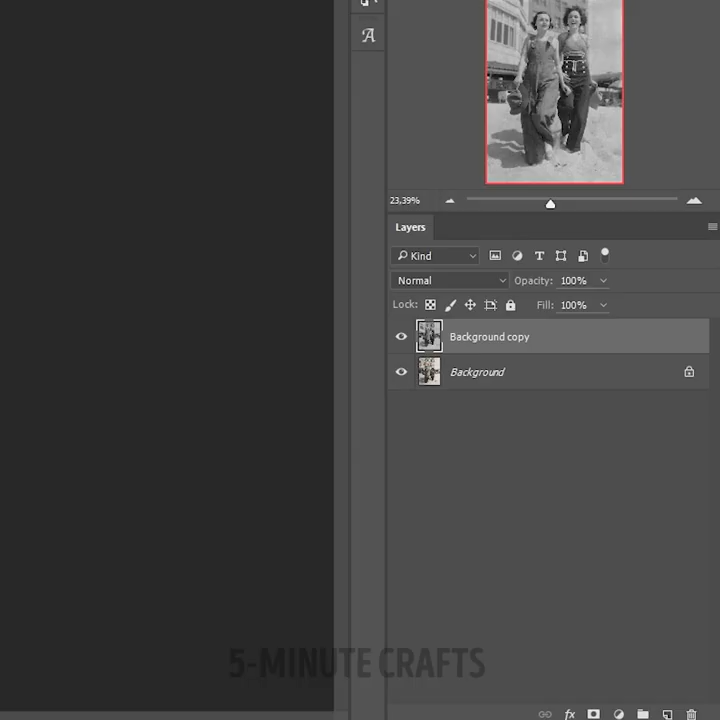 A
23,39%
Layers
Kind
T
Normal Opacity: 100%
Lock: Fill: 100%
Background copy
Background
5-MINUTE CRAFTS
fx